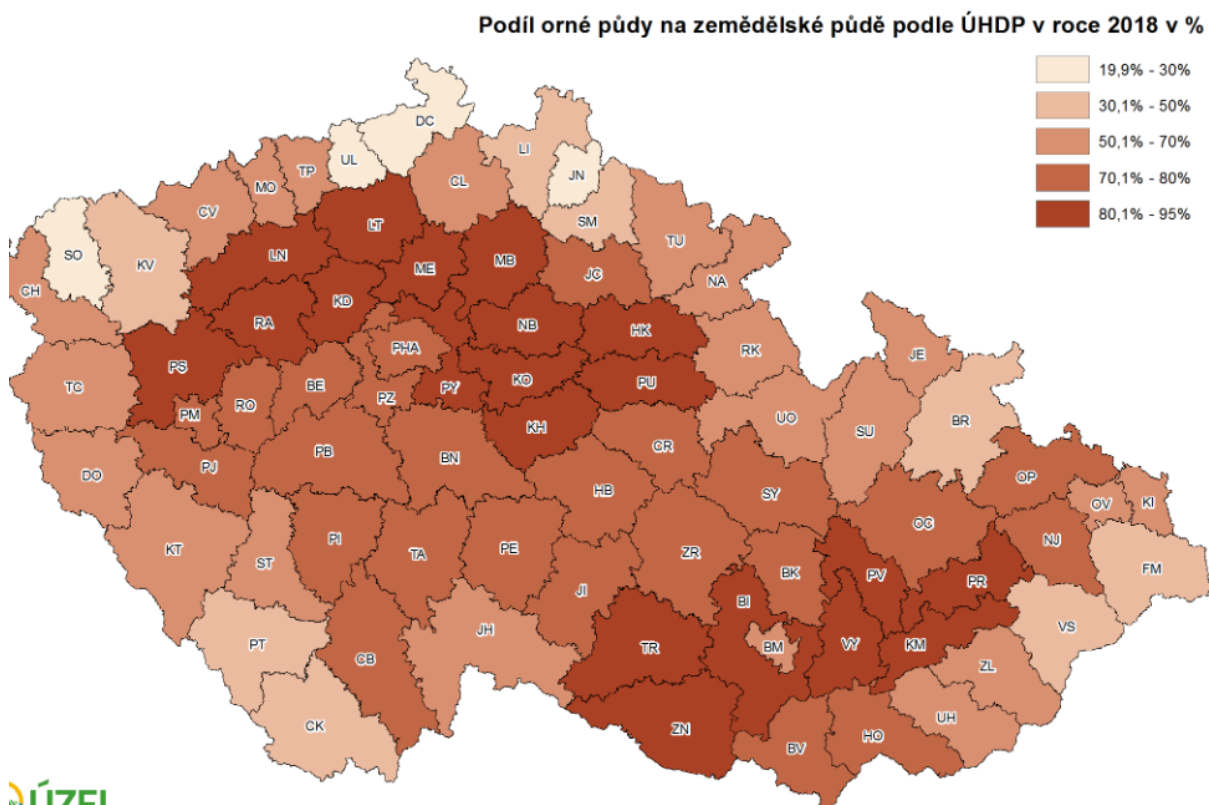 Podíl orné půdy na zemědělské půdě podle ÚHDP v roce 2018 v %
19,9% - 30%
30,1% - 50%
50,1% - 70%
70,1% - 80%
80,1% - 95%
DC
LI
UL
TP
JN
MO
CL
CV
SM
LT
TU
SO
LN
KV
ME
MB
JC
NA
CH
KD
RA
NB
HK
PHA
RK
JE
PS
TC
BE
PZ
PY
KO
PU
PM
RO
KH
UO
BR
CR
SU
PJ
PB
BN
DO
HB
SY
OP
OV
KI
OC
KT
ST
PI
TA
PE
ZR
NJ
BK
PV
PR
FM
JI
BI
VS
PT
JH
TR
BM
VY
KM
CB
ZL
CK
ZN
BV
HO
UH
ÚZEI